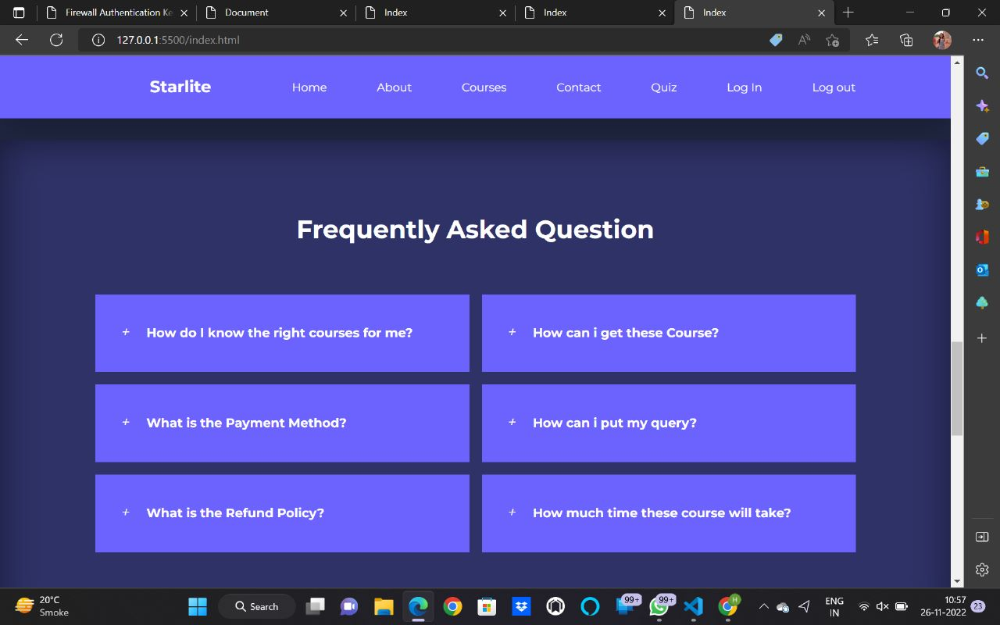 Firewall Authentication Ke
Document
Index
Index
Index
127.0.0.1:5500/index.html
Starlite
Home
About
Courses
Contact
Quiz
Log In
Log out
Frequently Asked Question
+ How do I know the right courses for me?
+ How can i get these Course?
+ What is the Payment Method?
+ How can i put my query?
+ What is the Refund Policy?
+ How much time these course will take?
20°C
Smoke
Search
99+
99+
H
ENG
IN
10:57
26-11-2022
23